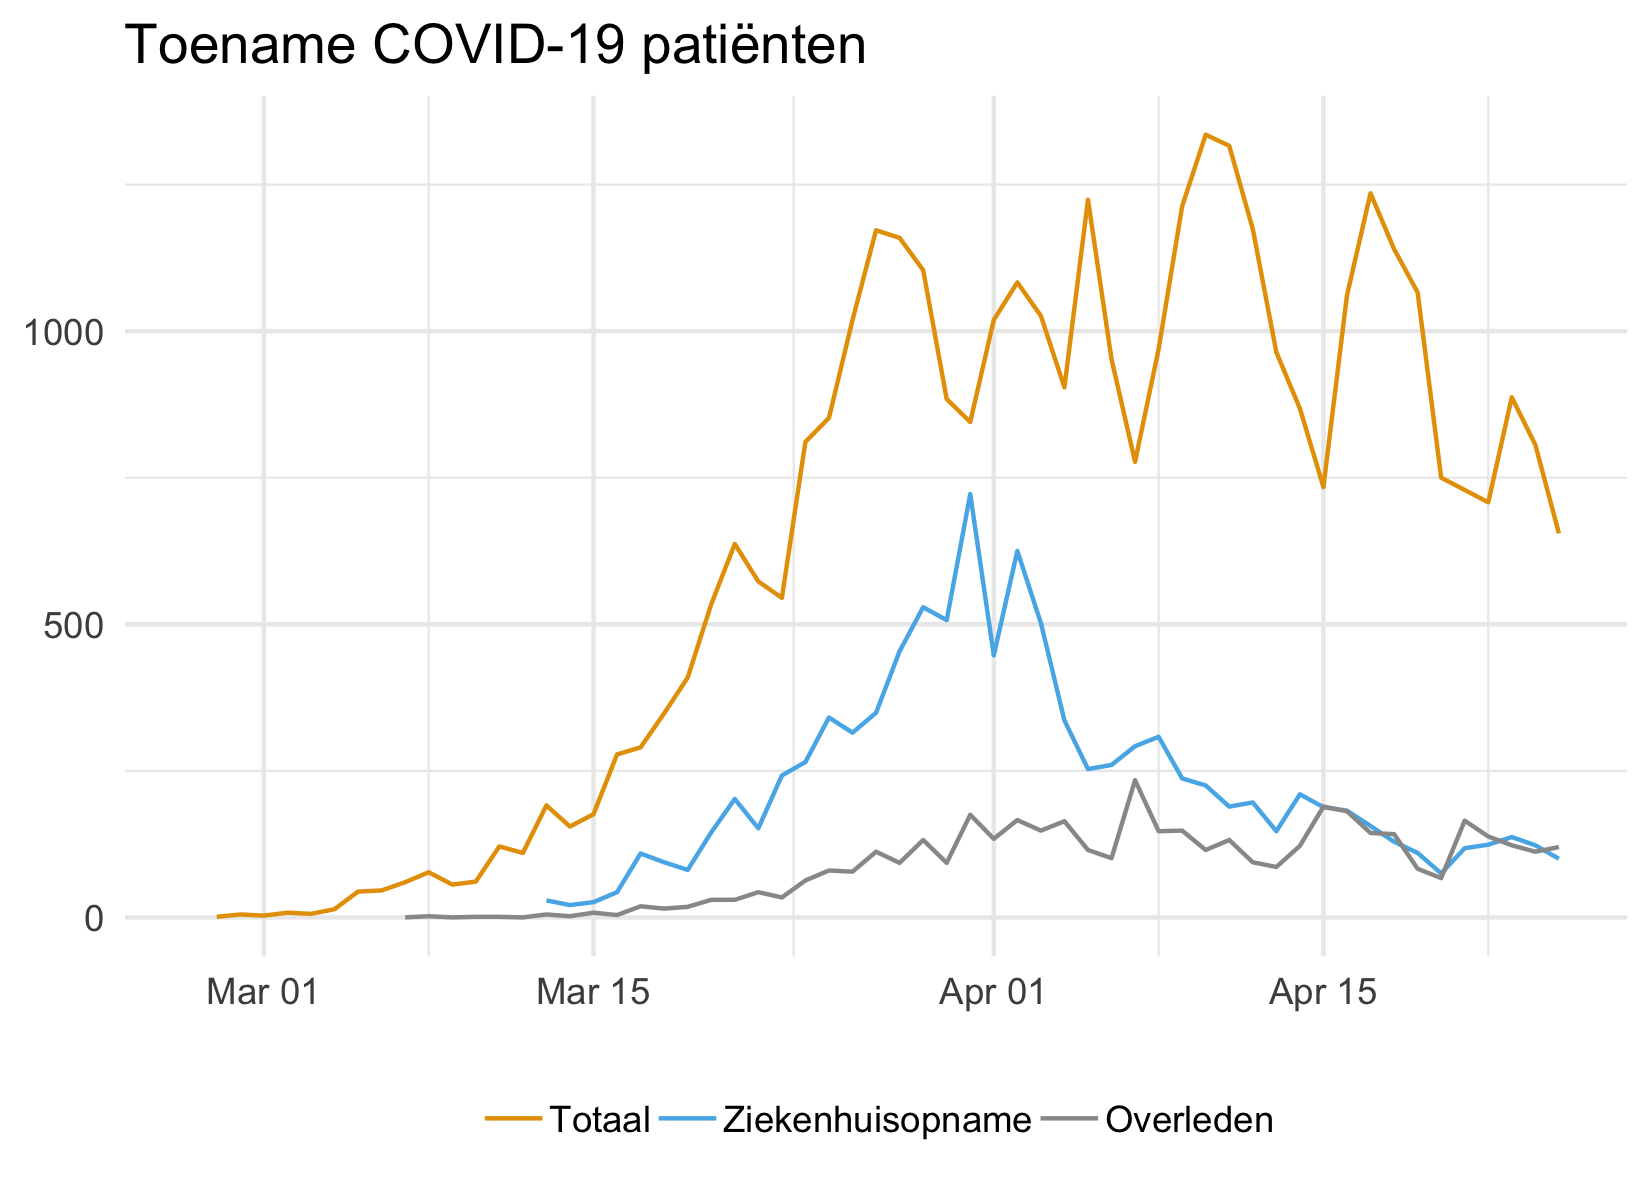 Toename COVID-19 patiënten
1000
500
0
Mar 01 Mar 15 Apr 01 Apr 15
Totaal Ziekenhuisopname Overleden